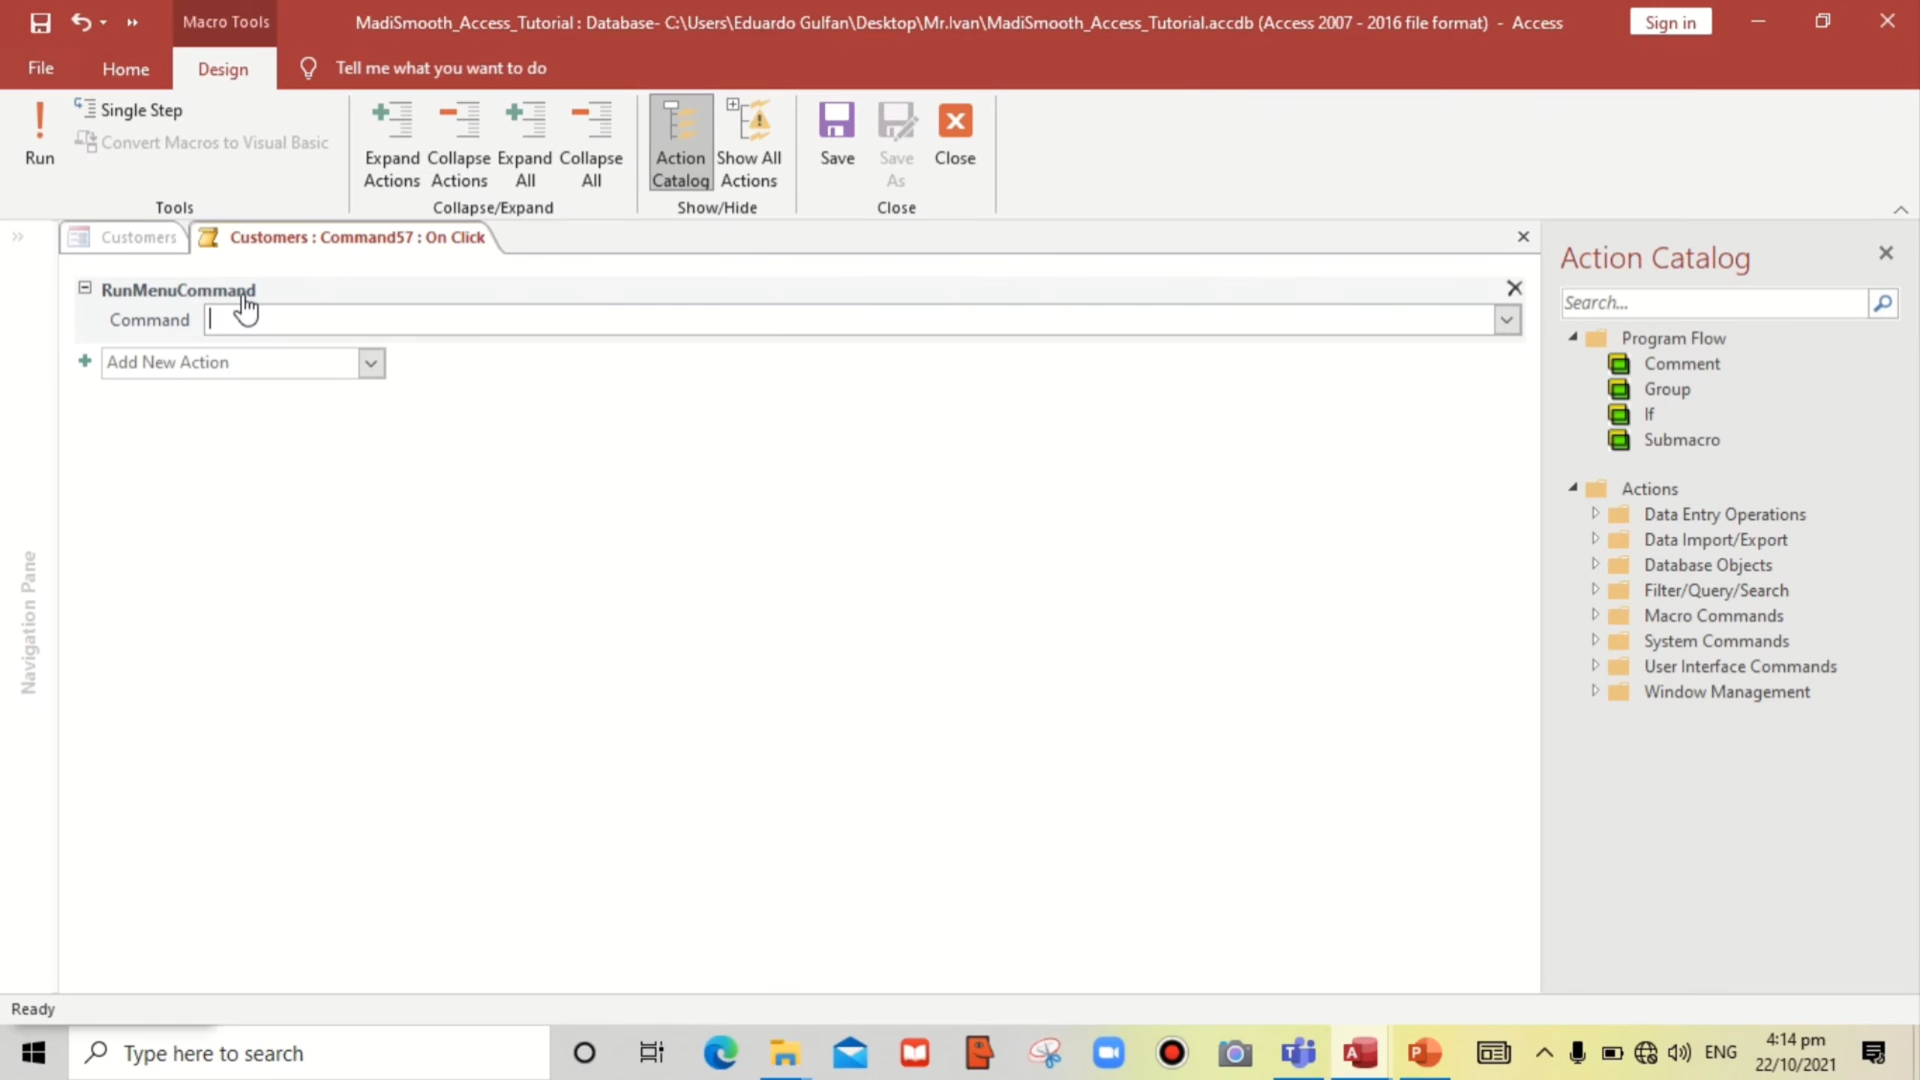 Macro Tools
MadiSmooth_Access_Tutorial : Database- C:\Users\Eduardo Gulfan\Desktop\Mr.Ivan\MadiSmooth_Access_Tutorial.accdb (Access 2007 - 2016 file format) - Access
Sign in
File
Home
Design
Tell me what you want to do
Run
Single Step
Convert Macros to Visual Basic
Tools
Expand Actions
Collapse Actions
Expand All
Collapse All
Collapse/Expand
Action Catalog
Show All Actions
Show/Hide
Save
Save As
Close
Close
Customers
Customers : Command57 : On Click
RunMenuCommand
Command
Add New Action
Navigation Pane
Action Catalog
Search...
Program Flow
Comment
Group
If
Submacro
Actions
Data Entry Operations
Data Import/Export
Database Objects
Filter/Query/Search
Macro Commands
System Commands
User Interface Commands
Window Management
Ready
Type here to search
ENG
4:14 pm
22/10/2021